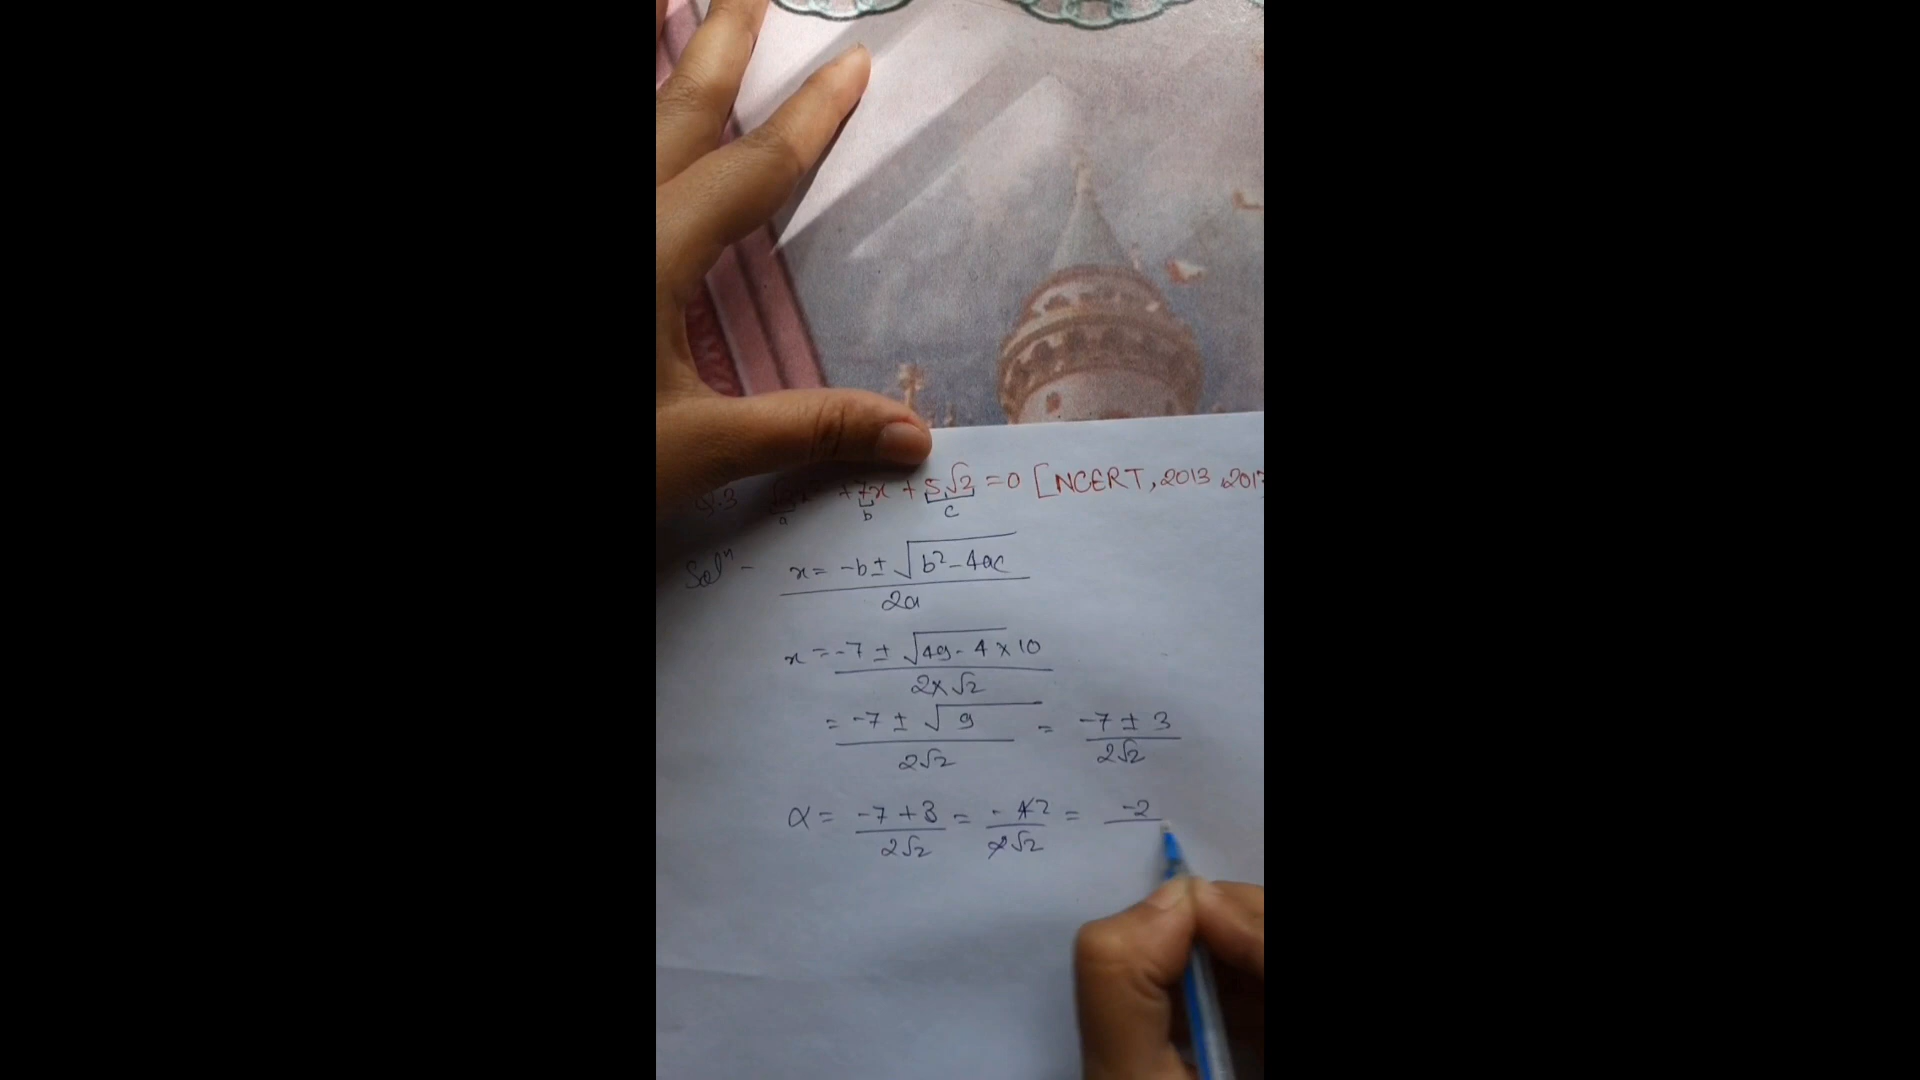 Q.3 √2x² + 7x + 5√2 = 0 [NCERT, 2013, 2017
a b c
Solⁿ - x = -b ± √b² - 4ac
2a
x = -7 ± √49 - 4 × 10
2 × √2
= -7 ± √9 = -7 ± 3
2√2 2√2
α = -7 + 3 = -4 2 = -2
2√2 2√2